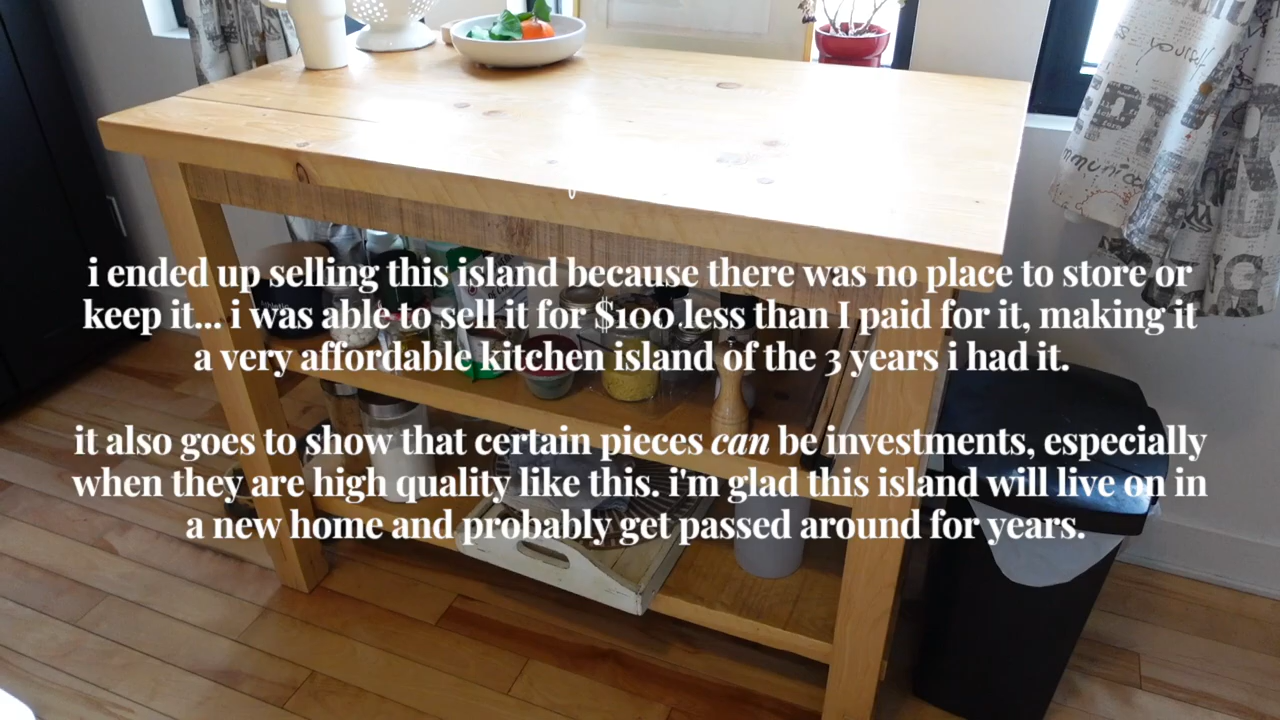 i ended up selling this island because there was no place to store or
keep it... i was able to sell it for $100 less than I paid for it, making it
a very affordable kitchen island of the 3 years i had it.
it also goes to show that certain pieces can be investments, especially
when they are high quality like this. i'm glad this island will live on in
a new home and probably get passed around for years.
yourself